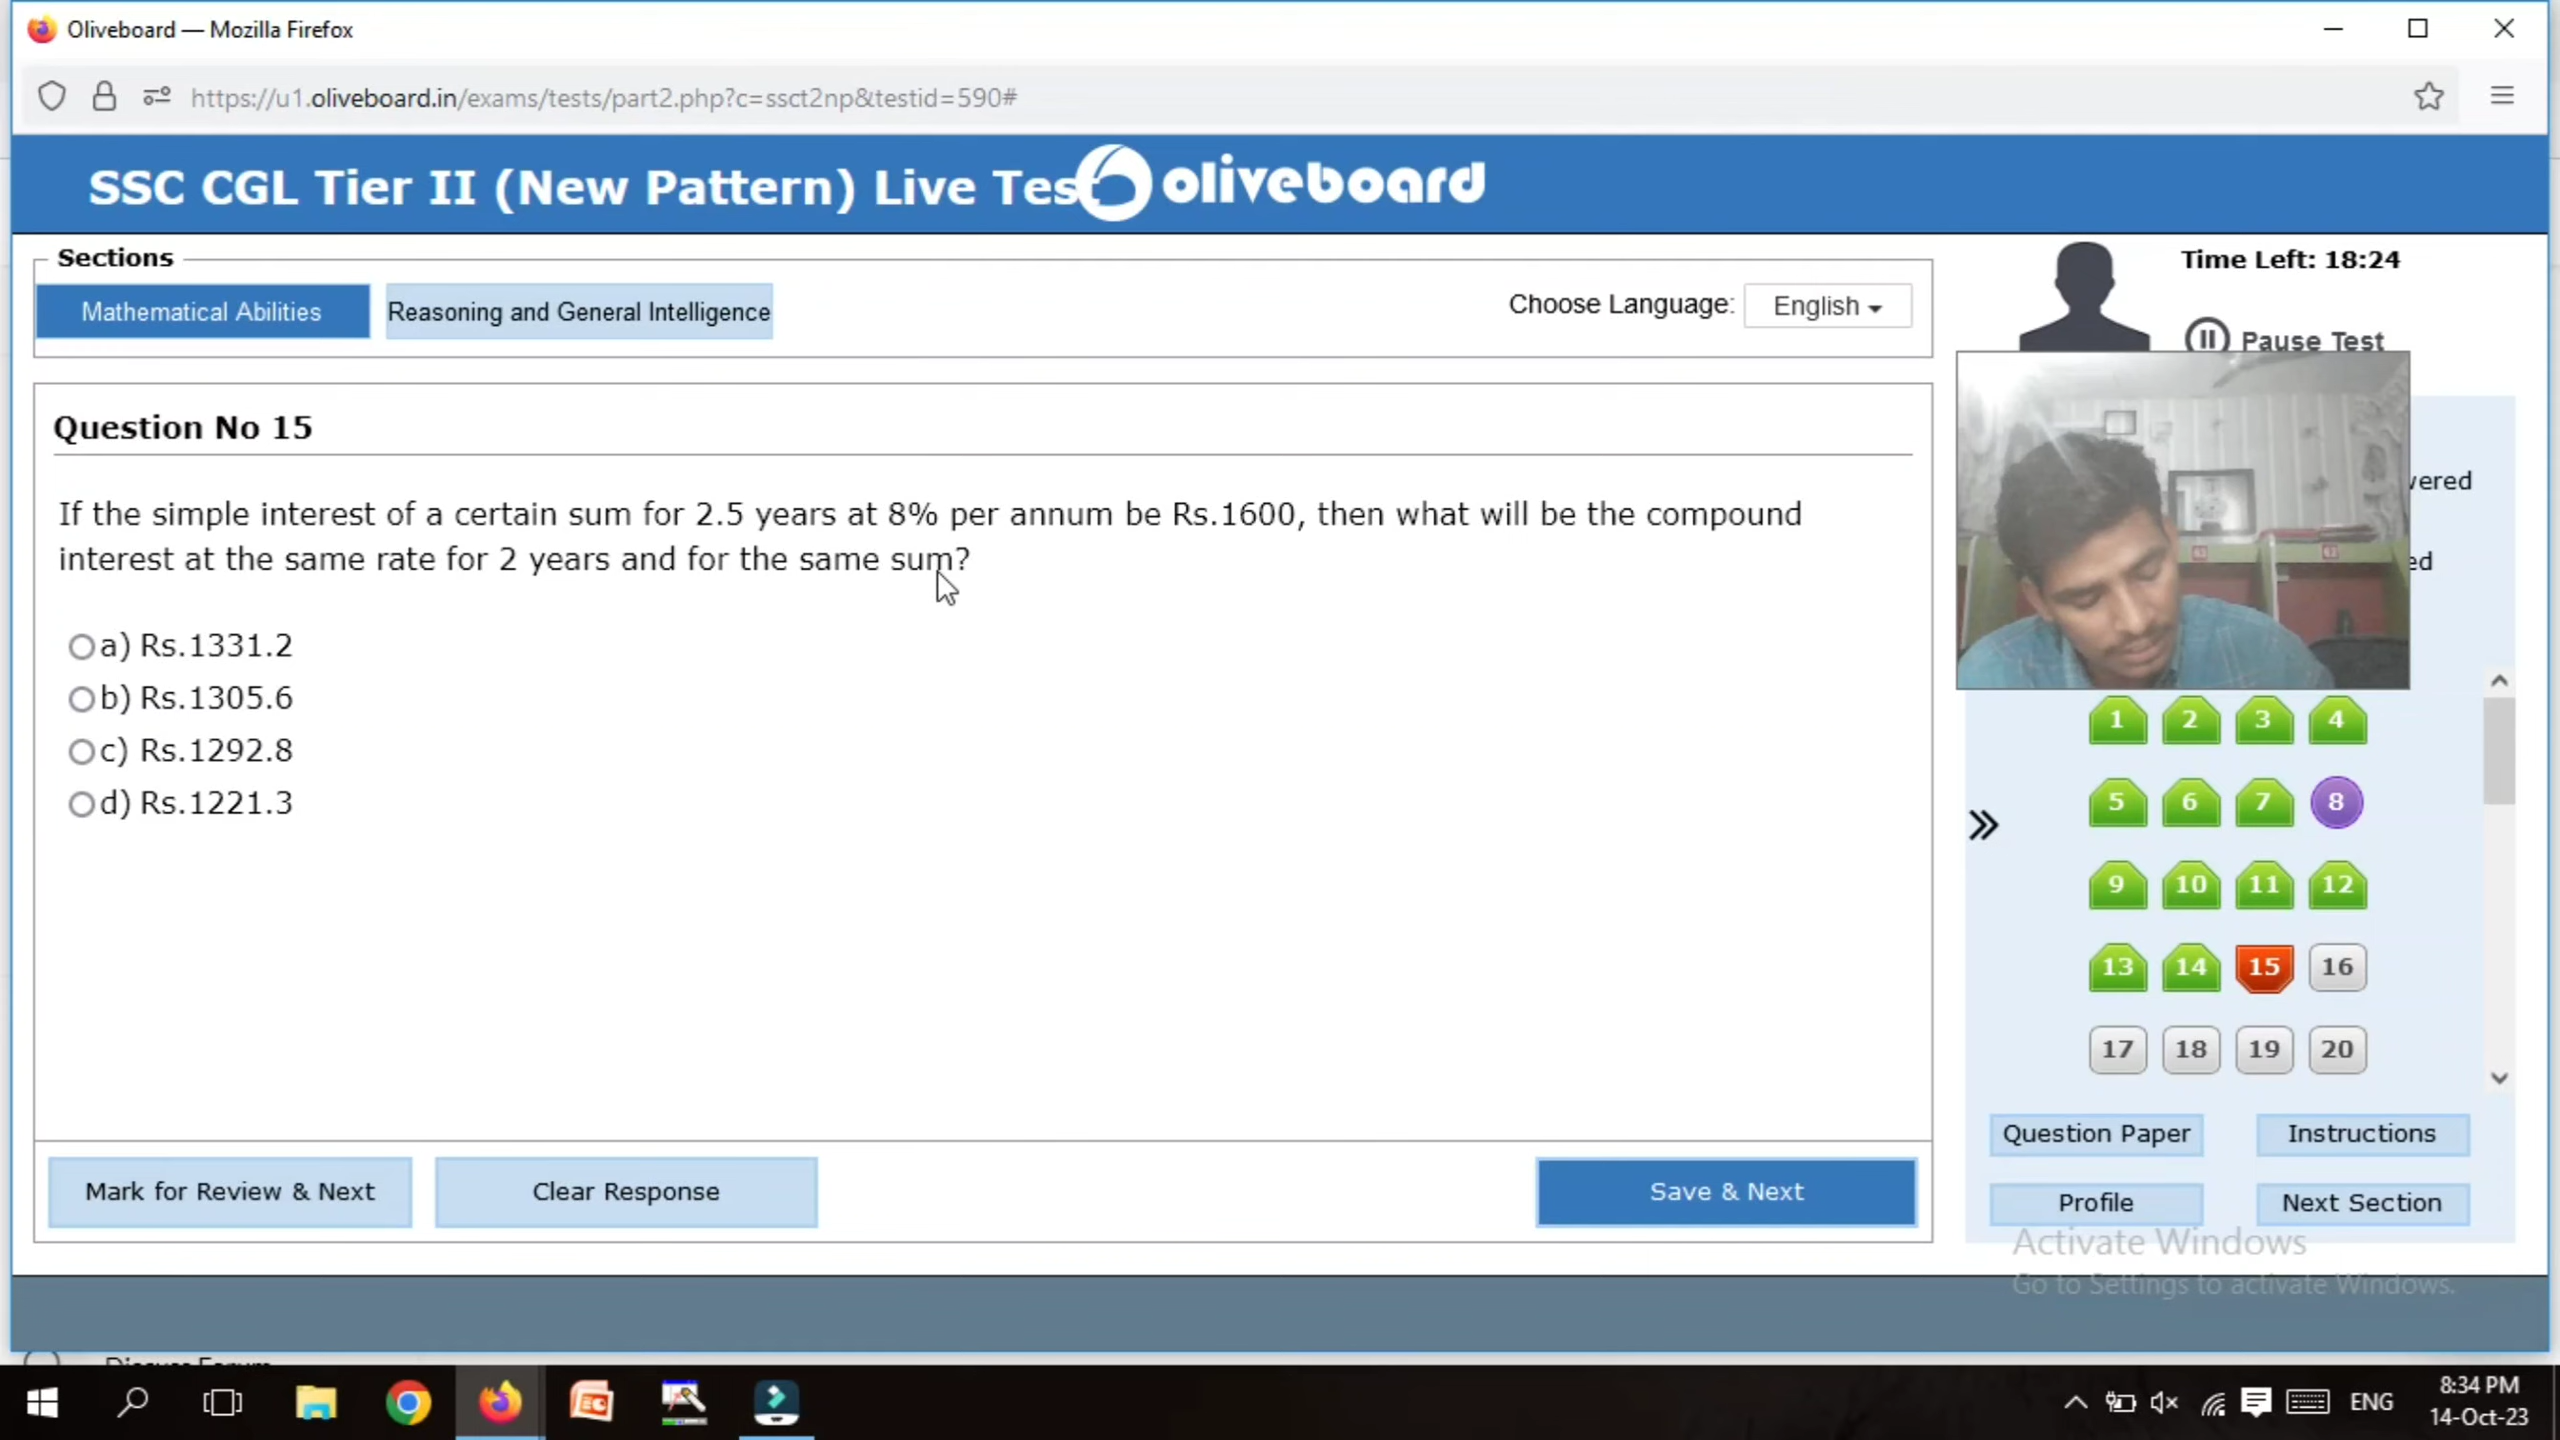 Oliveboard — Mozilla Firefox
https://u1.oliveboard.in/exams/tests/part2.php?c=ssct2np&testid=590#
SSC CGL Tier II (New Pattern) Live Tes
oliveboard
Sections
Mathematical Abilities
Reasoning and General Intelligence
Choose Language:
English
Time Left: 18:24
Pause Test
Question No 15
If the simple interest of a certain sum for 2.5 years at 8% per annum be Rs.1600, then what will be the compound
interest at the same rate for 2 years and for the same sum?
a) Rs.1331.2
b) Rs.1305.6
c) Rs.1292.8
d) Rs.1221.3
1 2 3 4
5 6 7 8
9 10 11 12
13 14 15 16
17 18 19 20
Question Paper
Instructions
Profile
Next Section
Mark for Review & Next
Clear Response
Save & Next
Activate Windows
Go to Settings to activate Windows.
ENG
8:34 PM
14-Oct-23